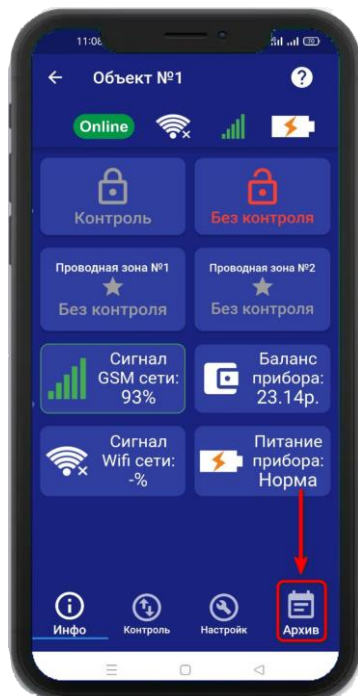 11:08
Объект №1
?
Online
Контроль
Без контроля
Проводная зона №1
Без контроля
Проводная зона №2
Без контроля
Сигнал
GSM сети:
93%
Баланс
прибора:
23.14р.
Сигнал
Wifi сети:
-%
Питание
прибора:
Норма
Инфо
Контроль
Настройк
Архив